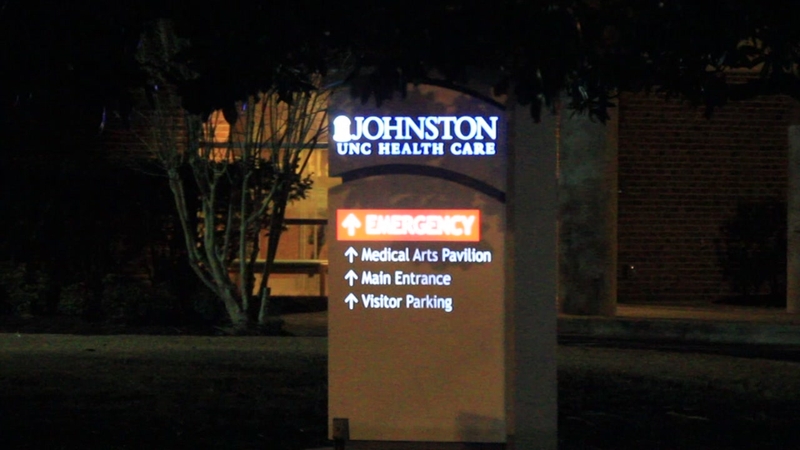 JOHNSTON
UNC HEALTH CARE
↑ EMERGENCY
↑ Medical Arts Pavilion
↑ Main Entrance
↑ Visitor Parking